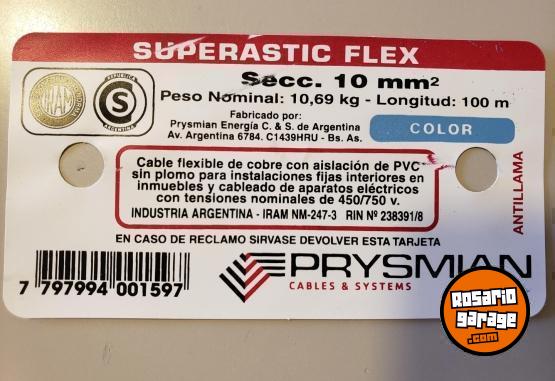 SUPERASTIC FLEX
Secc. 10 mm²
Peso Nominal: 10,69 kg - Longitud: 100 m
Fabricado por:
Prysmian Energía C. & S. de Argentina
Av. Argentina 6784. C1439HRU - Bs. As.
COLOR
IRAM
REPUBLICA
S
ARGENTINA
Cable flexible de cobre con aislación de PVC
sin plomo para instalaciones fijas interiores en
inmuebles y cableado de aparatos eléctricos
con tensiones nominales de 450/750 v.
INDUSTRIA ARGENTINA - IRAM NM-247-3 RIN Nº 238391/8
ANTILLAMA
EN CASO DE RECLAMO SIRVASE DEVOLVER ESTA TARJETA
7 797994 001597
PRYSMIAN
CABLES & SYSTEMS
Rosario
garage
.com